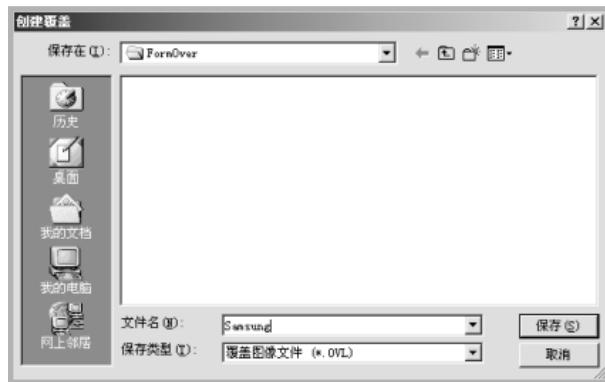 创建覆盖
保存在(I):
FormOver
历史
桌面
我的文档
我的电脑
网上邻居
文件名(N):
Samsung
保存(S)
保存类型(T):
覆盖图像文件 (*.OVL)
取消